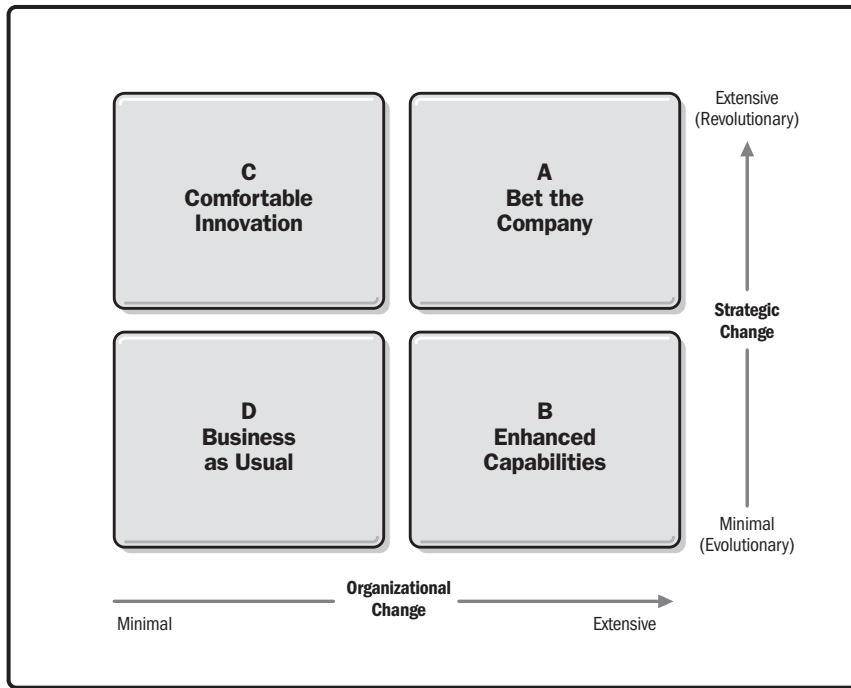 C
Comfortable
Innovation
A
Bet the
Company
Extensive
(Revolutionary)
Strategic
Change
D
Business
as Usual
B
Enhanced
Capabilities
Minimal
(Evolutionary)
Organizational
Change
Minimal
Extensive